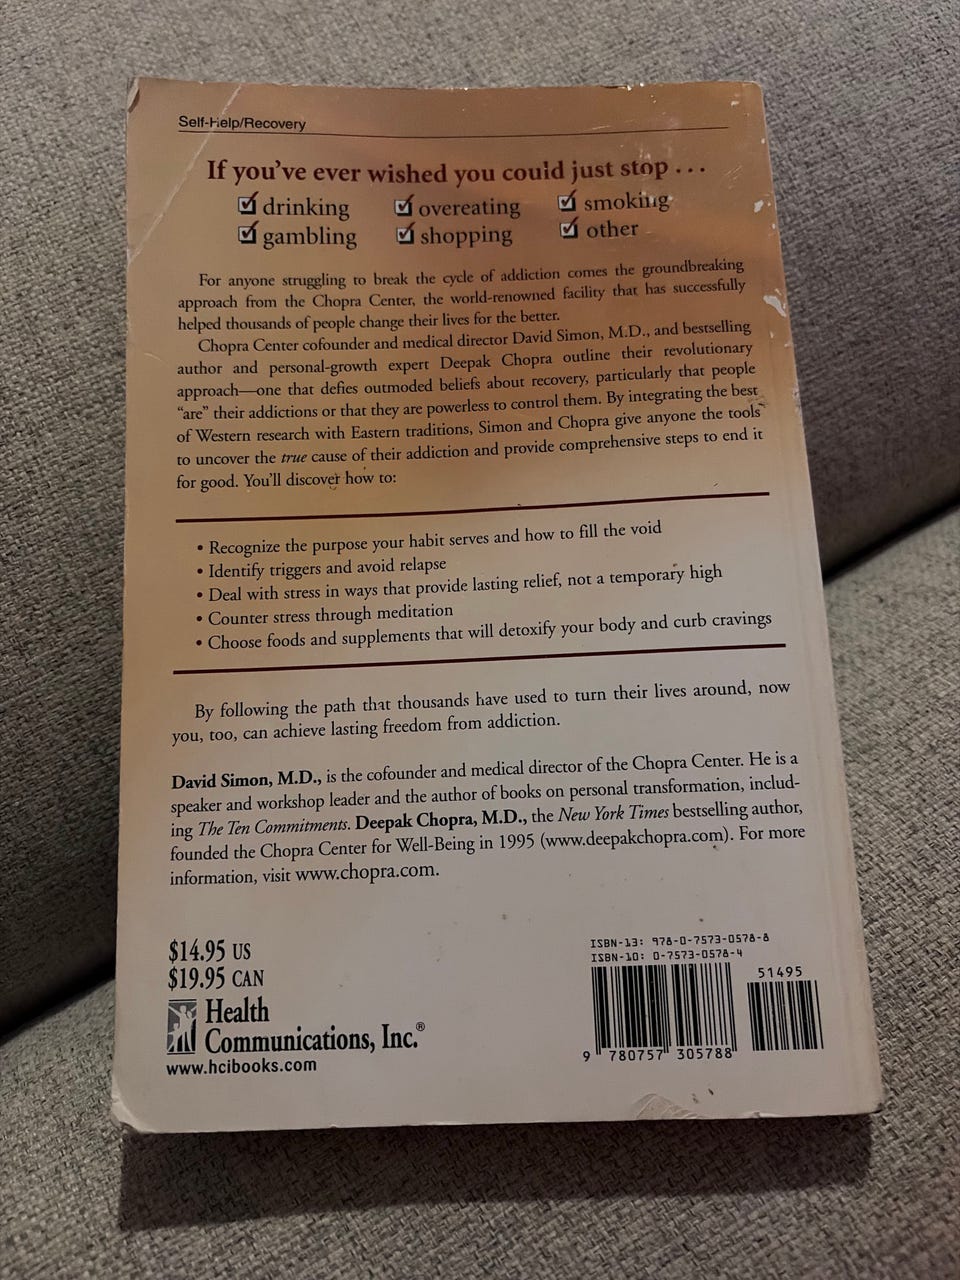 Self-Help/Recovery
If you've ever wished you could just stop . . .
drinking overeating smoking
gambling shopping other
For anyone struggling to break the cycle of addiction comes the groundbreaking
approach from the Chopra Center, the world-renowned facility that has successfully
helped thousands of people change their lives for the better.
Chopra Center cofounder and medical director David Simon, M.D., and bestselling
author and personal-growth expert Deepak Chopra outline their revolutionary
approach—one that defies outmoded beliefs about recovery, particularly that people
“are” their addictions or that they are powerless to control them. By integrating the best
of Western research with Eastern traditions, Simon and Chopra give anyone the tools
to uncover the true cause of their addiction and provide comprehensive steps to end it
for good. You'll discover how to:
• Recognize the purpose your habit serves and how to fill the void
• Identify triggers and avoid relapse
• Deal with stress in ways that provide lasting relief, not a temporary high
• Counter stress through meditation
• Choose foods and supplements that will detoxify your body and curb cravings
By following the path that thousands have used to turn their lives around, now
you, too, can achieve lasting freedom from addiction.
David Simon, M.D., is the cofounder and medical director of the Chopra Center. He is a
speaker and workshop leader and the author of books on personal transformation, includ-
ing The Ten Commitments. Deepak Chopra, M.D., the New York Times bestselling author,
founded the Chopra Center for Well-Being in 1995 (www.deepakchopra.com). For more
information, visit www.chopra.com.
$14.95 US
$19.95 CAN
Health
Communications, Inc.®
www.hcibooks.com
ISBN-13: 978-0-7573-0578-8
ISBN-10: 0-7573-0578-4
51495
9 780757 305788